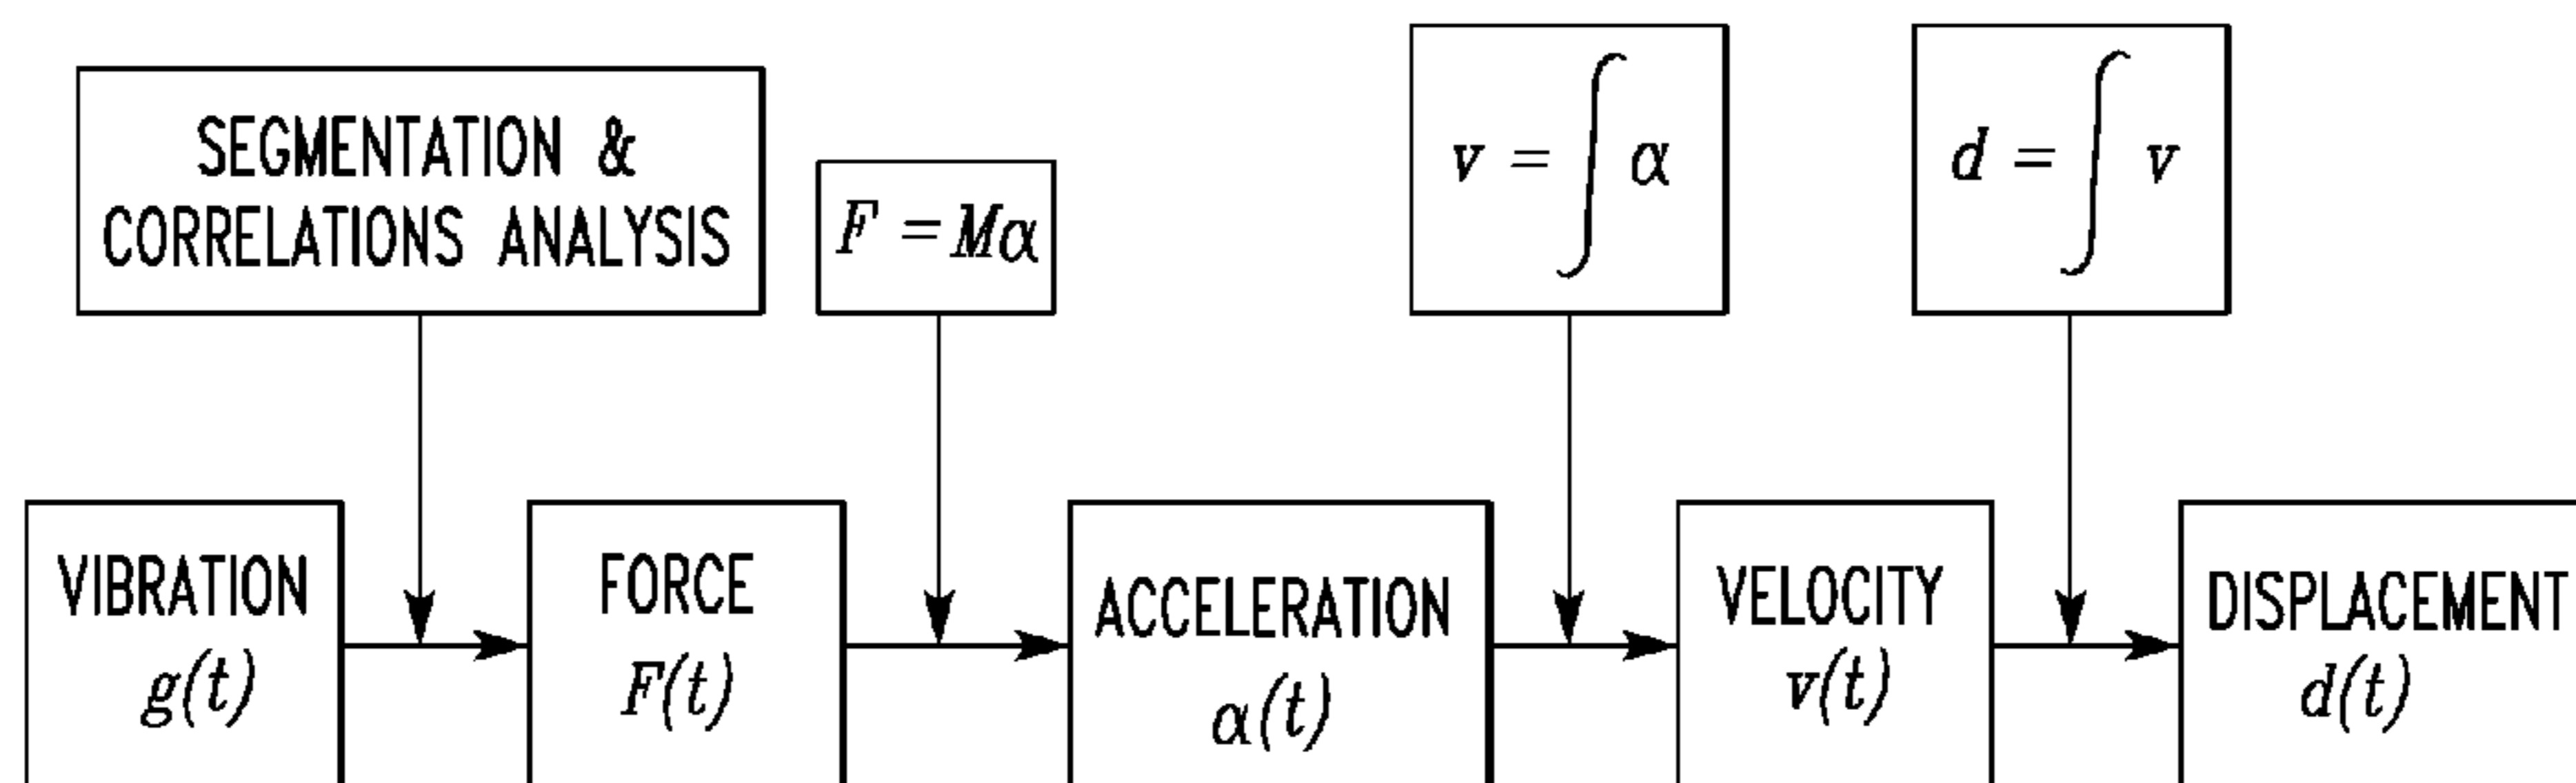 SEGMENTATION &
CORRELATIONS ANALYSIS
F = Mα
v = ∫ α
d = ∫ v
VIBRATION
g(t)
FORCE
F(t)
ACCELERATION
α(t)
VELOCITY
v(t)
DISPLACEMENT
d(t)